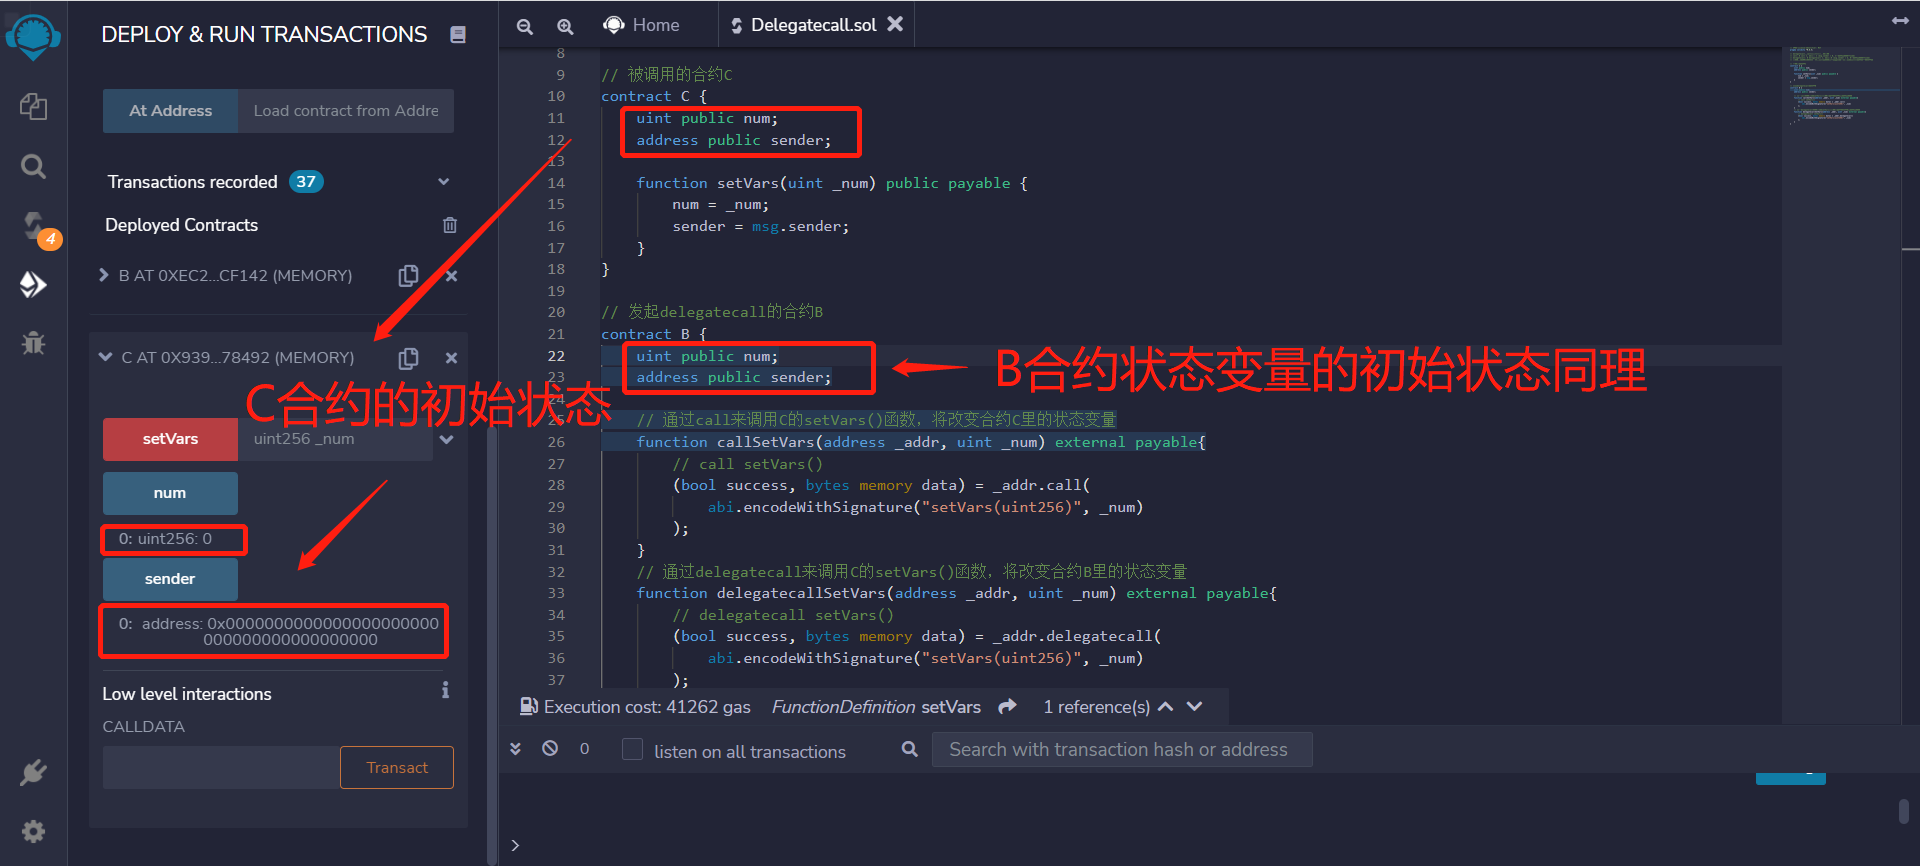 DEPLOY & RUN TRANSACTIONS
At Address
Load contract from Addre
Transactions recorded 37
Deployed Contracts
4
B AT 0XEC2...CF142 (MEMORY)
C AT 0X939...78492 (MEMORY)
C合约的初始状态
setVars
uint256 _num
num
0: uint256: 0
sender
0: address: 0x0000000000000000000000
000000000000000000
Low level interactions
CALLDATA
Transact
Home
Delegatecall.sol
8
9 // 被调用的合约C
10 contract C {
11 uint public num;
12 address public sender;
13
14 function setVars(uint _num) public payable {
15 num = _num;
16 sender = msg.sender;
17 }
18 }
19
20 // 发起delegatecall的合约B
21 contract B {
22 uint public num;
23 address public sender;
B合约状态变量的初始状态同理
24
25 // 通过call来调用C的setVars()函数，将改变合约C里的状态变量
26 function callSetVars(address _addr, uint _num) external payable{
27 // call setVars()
28 (bool success, bytes memory data) = _addr.call(
29 abi.encodeWithSignature("setVars(uint256)", _num)
30 );
31 }
32 // 通过delegatecall来调用C的setVars()函数，将改变合约B里的状态变量
33 function delegatecallSetVars(address _addr, uint _num) external payable{
34 // delegatecall setVars()
35 (bool success, bytes memory data) = _addr.delegatecall(
36 abi.encodeWithSignature("setVars(uint256)", _num)
37 );
Execution cost: 41262 gas FunctionDefinition setVars 1 reference(s)
0 listen on all transactions Search with transaction hash or address
>